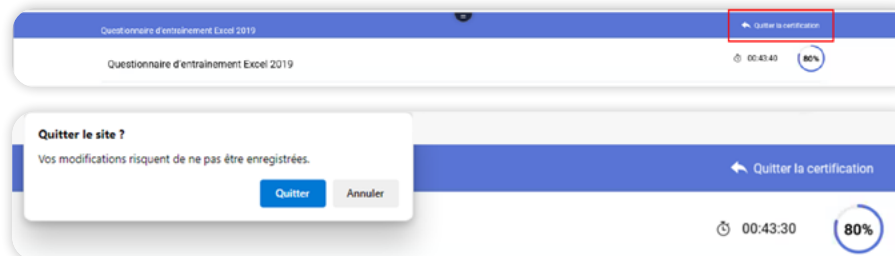 Questionnaire d'entrainement Excel 2019
Quitter la certification
Questionnaire d'entrainement Excel 2019
00:43:40
80%
Quitter le site ?
Vos modifications risquent de ne pas être enregistrées.
Quitter
Annuler
Quitter la certification
00:43:30
80%